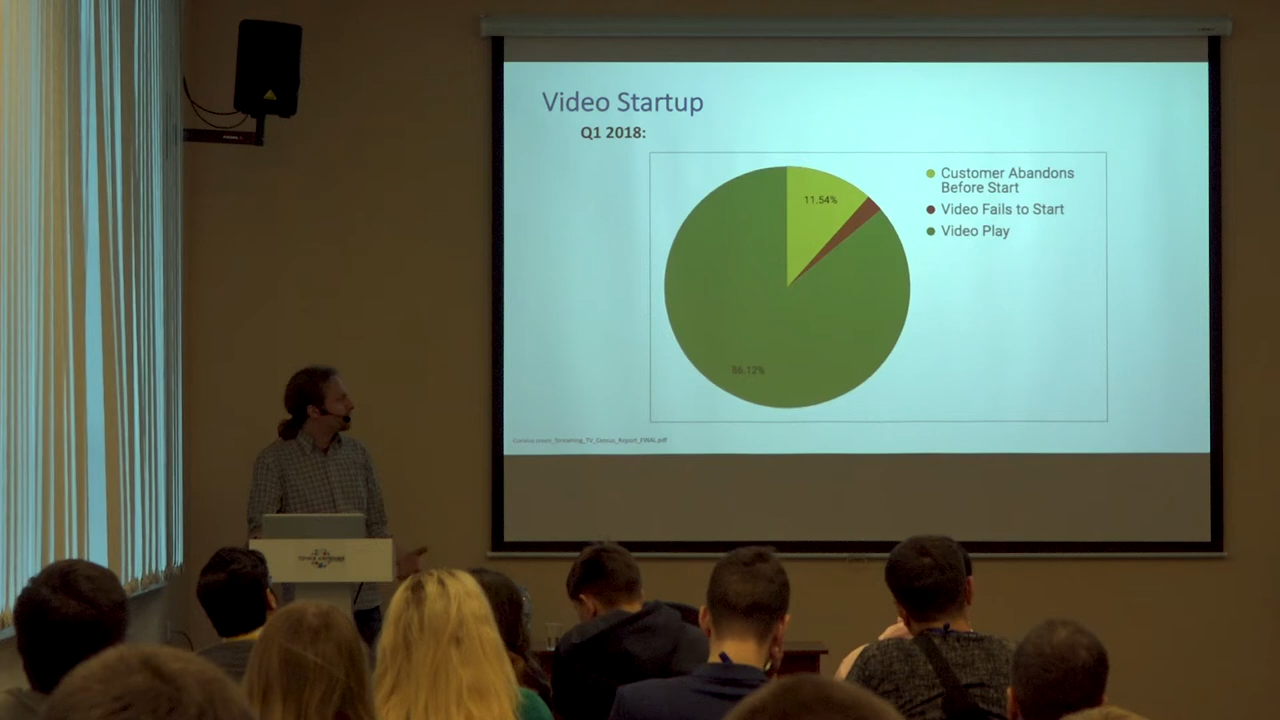 Video Startup
Q1 2018:
11.54%
86.12%
Customer Abandons
Before Start
Video Fails to Start
Video Play